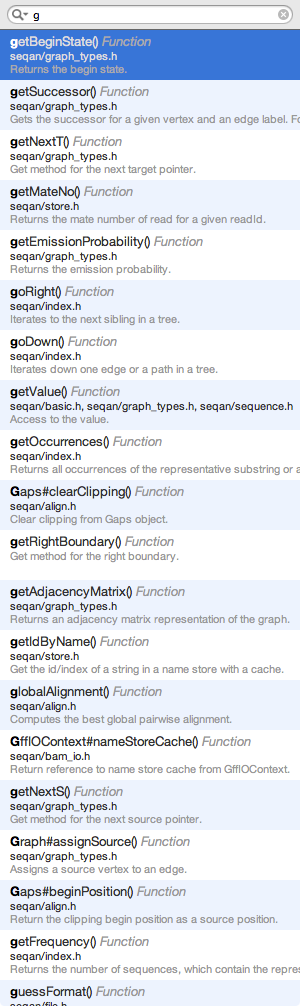 g
getBeginState() Function
seqan/graph_types.h
Returns the begin state.
getSuccessor() Function
seqan/graph_types.h
Gets the successor for a given vertex and an edge label. Fo
getNextT() Function
seqan/graph_types.h
Get method for the next target pointer.
getMateNo() Function
seqan/store.h
Returns the mate number of read for a given readId.
getEmissionProbability() Function
seqan/graph_types.h
Returns the emission probability.
goRight() Function
seqan/index.h
Iterates to the next sibling in a tree.
goDown() Function
seqan/index.h
Iterates down one edge or a path in a tree.
getValue() Function
seqan/basic.h, seqan/graph_types.h, seqan/sequence.h
Access to the value.
getOccurrences() Function
seqan/index.h
Returns all occurrences of the representative substring or a
Gaps#clearClipping() Function
seqan/align.h
Clear clipping from Gaps object.
getRightBoundary() Function
Get method for the right boundary.
getAdjacencyMatrix() Function
seqan/graph_types.h
Returns an adjacency matrix representation of the graph.
getIdByName() Function
seqan/store.h
Get the id/index of a string in a name store with a cache.
globalAlignment() Function
seqan/align.h
Computes the best global pairwise alignment.
GffIOContext#nameStoreCache() Function
seqan/bam_io.h
Return reference to name store cache from GffIOContext.
getNextS() Function
seqan/graph_types.h
Get method for the next source pointer.
Graph#assignSource() Function
seqan/graph_types.h
Assigns a source vertex to an edge.
Gaps#beginPosition() Function
seqan/align.h
Return the clipping begin position as a source position.
getFrequency() Function
seqan/index.h
Returns the number of sequences, which contain the repres
guessFormat() Function
seqan/file.h